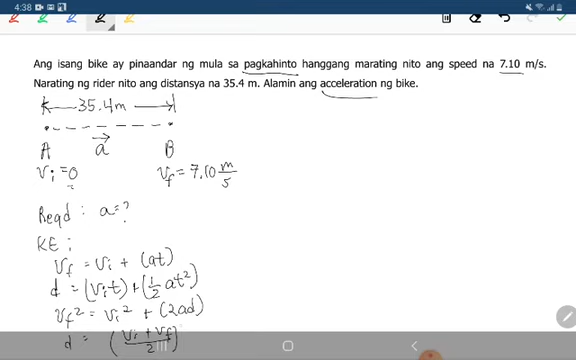 4:38
Ang isang bike ay pinaandar ng mula sa pagkahinto hanggang marating nito ang speed na 7.10 m/s.
Narating ng rider nito ang distansya na 35.4 m. Alamin ang acceleration ng bike.
35.4 m
A a B
Vi = 0 Vf = 7.10 m/s
Reqd : a = ?
KE :
Vf = Vi + (at)
d = (Vi t) + (1/2 at²)
Vf² = Vi² + (2ad)
d = (Vi + Vf / 2)